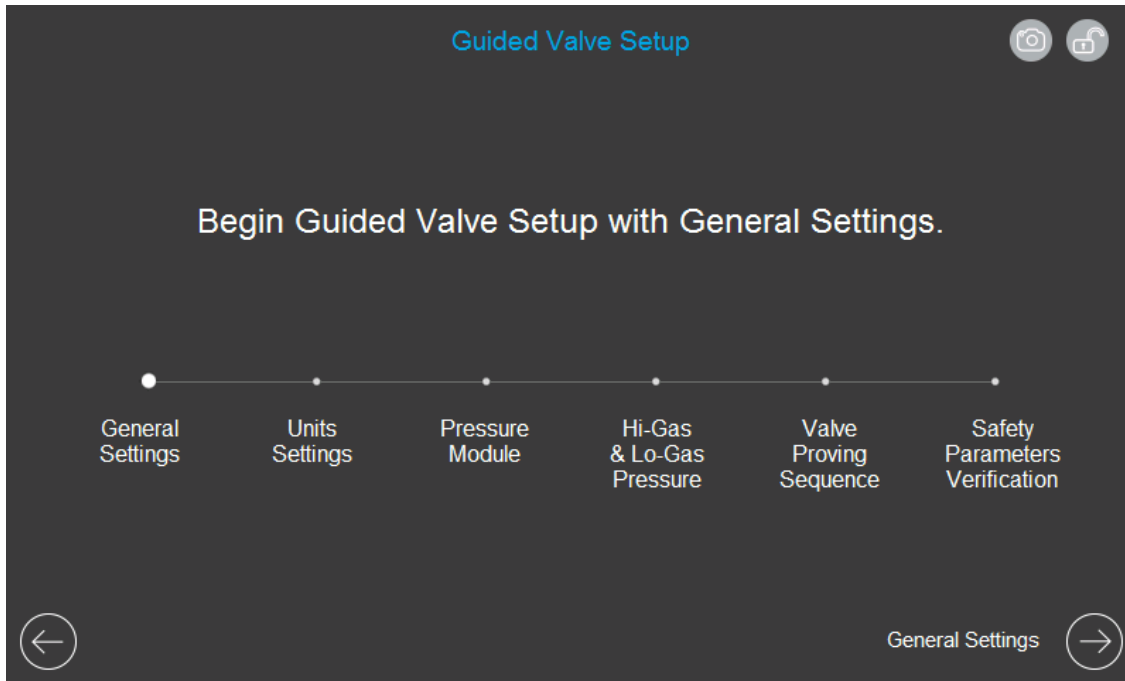 Guided Valve Setup
Begin Guided Valve Setup with General Settings.
General
Settings
Units
Settings
Pressure
Module
Hi-Gas
& Lo-Gas
Pressure
Valve
Proving
Sequence
Safety
Parameters
Verification
General Settings